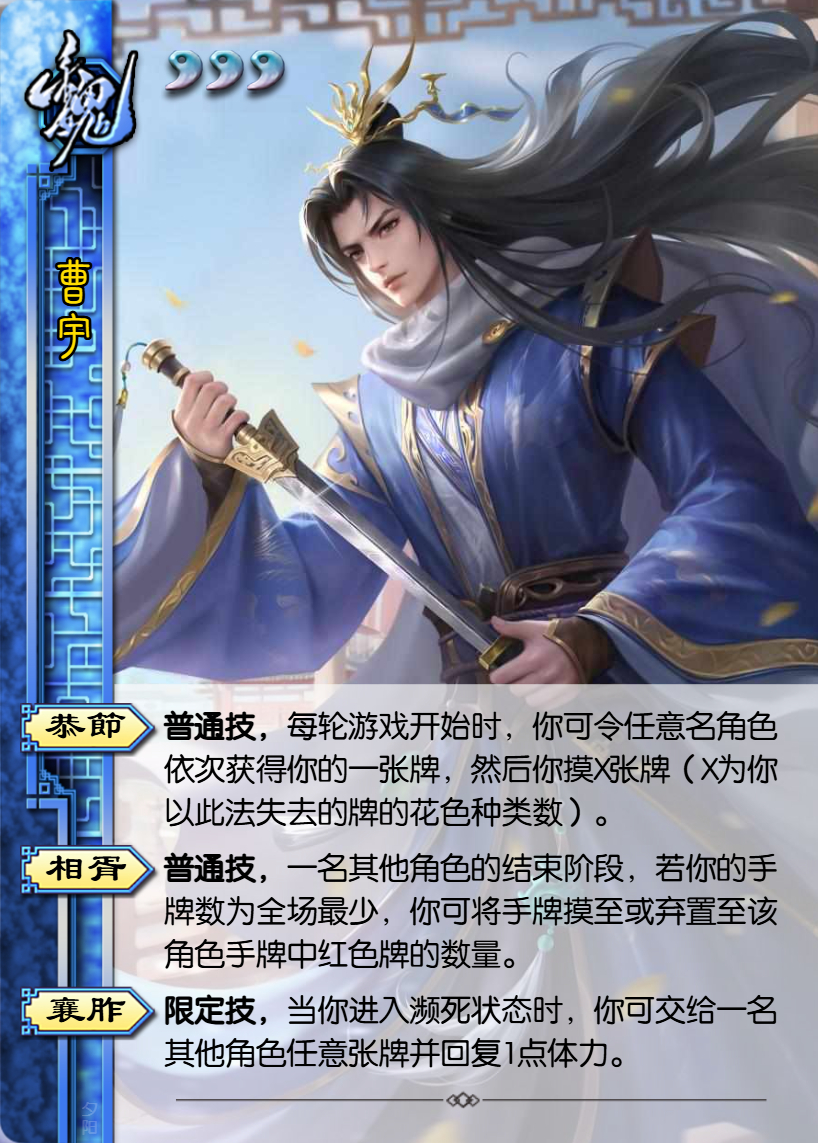 魏
曹宇
恭節
普通技，每轮游戏开始时，你可令任意名角色
依次获得你的一张牌，然后你摸X张牌（X为你
以此法失去的牌的花色种类数）。
相胥
普通技，一名其他角色的结束阶段，若你的手
牌数为全场最少，你可将手牌摸至或弃置至该
角色手牌中红色牌的数量。
襄胙
限定技，当你进入濒死状态时，你可交给一名
其他角色任意张牌并回复1点体力。
夕阳